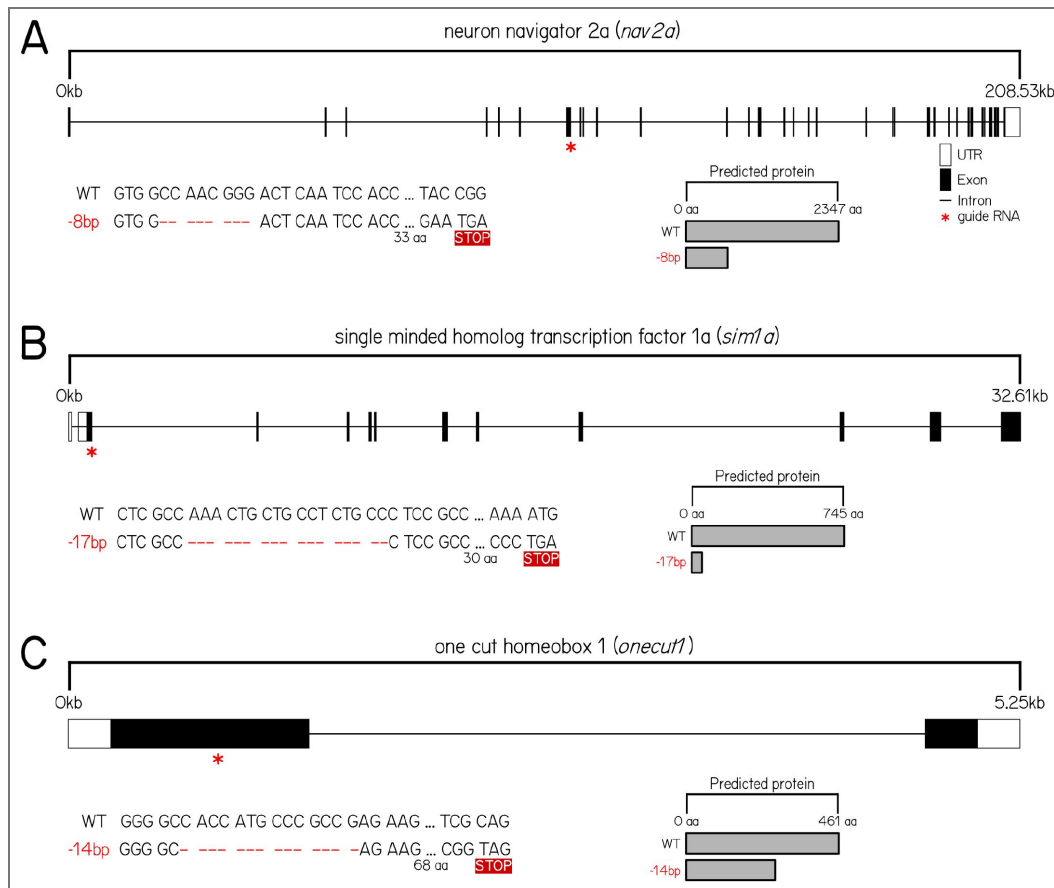 A
neuron navigator 2a (nav2a)
0kb 208.53kb
UTR
Exon
Intron
* guide RNA
WT GTG GCC AAC GGG ACT CAA TCC ACC ... TAC CGG
-8bp GTG G-- --- --- ACT CAA TCC ACC ... GAA TGA
33 aa STOP
Predicted protein
0 aa 2347 aa
WT
-8bp
B
single minded homolog transcription factor 1a (sim1a)
0kb 32.61kb
*
WT CTC GCC AAA CTG CTG CCT CTG CCC CTCC GCC ... AAA ATG
-17bp CTC GCC --- --- --- --- --- --C TCC GCC ... CCC TGA
30 aa STOP
Predicted protein
0 aa 745 aa
WT
-17bp
C
one cut homeobox 1 (onecut1)
0kb 5.25kb
*
WT GGG GCC ACC ATG CCC GCC GAG AAG ... TCG CAG
-14bp GGG GC- --- --- --- --- -AG AAG ... CGG TAG
68 aa STOP
Predicted protein
0 aa 461 aa
WT
-14bp